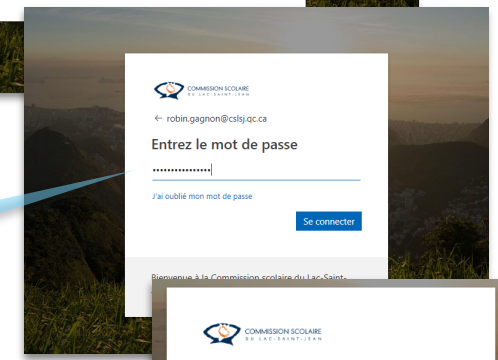 COMMISSION SCOLAIRE
DU LAC-SAINT-JEAN
← robin.gagnon@cslsj.qc.ca
Entrez le mot de passe
••••••••••••••••
J'ai oublié mon mot de passe
Se connecter
Bienvenue à la Commission scolaire du Lac-Saint-
COMMISSION SCOLAIRE
DU LAC-SAINT-JEAN